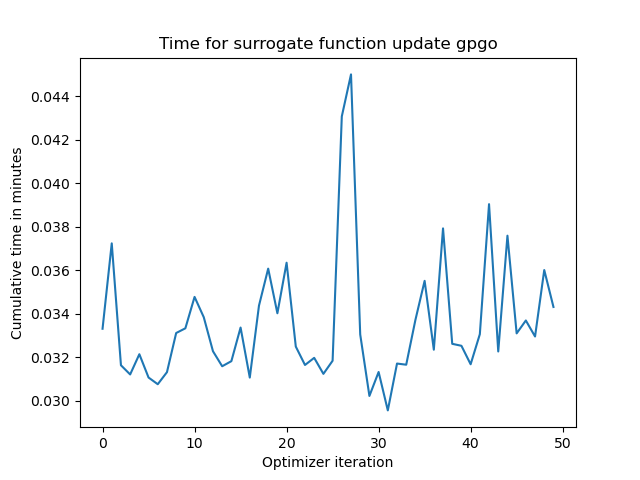 Time for surrogate function update gpgo
0.044
0.042
0.040
0.038
0.036
0.034
0.032
0.030
Cumulative time in minutes
0 10 20 30 40 50
Optimizer iteration